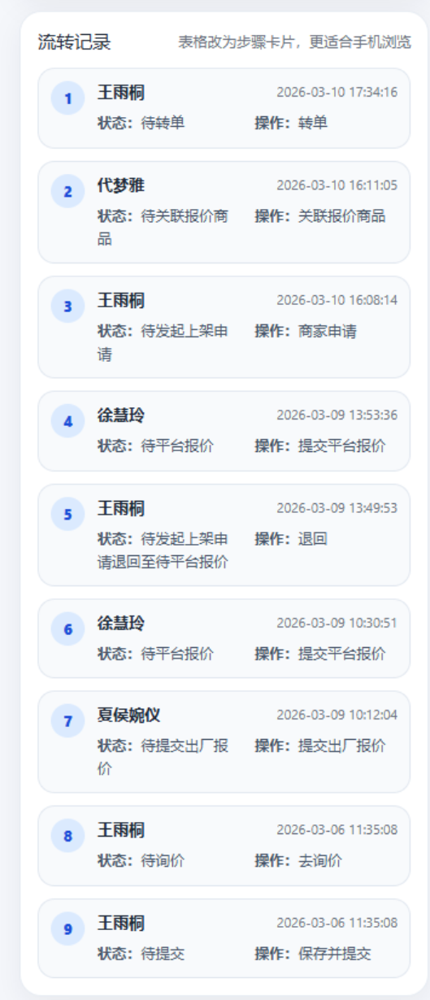 流转记录 表格改为步骤卡片，更适合手机浏览
1 王雨桐 2026-03-10 17:34:16
状态：待转单 操作：转单
2 代梦雅 2026-03-10 16:11:05
状态：待关联报价商 操作：关联报价商品
品
3 王雨桐 2026-03-10 16:08:14
状态：待发起上架申 操作：商家申请
请
4 徐慧玲 2026-03-09 13:53:36
状态：待平台报价 操作：提交平台报价
5 王雨桐 2026-03-09 13:49:53
状态：待发起上架申 操作：退回
请退回至待平台报价
6 徐慧玲 2026-03-09 10:30:51
状态：待平台报价 操作：提交平台报价
7 夏侯婉仪 2026-03-09 10:12:04
状态：待提交出厂报 操作：提交出厂报价
价
8 王雨桐 2026-03-06 11:35:08
状态：待询价 操作：去询价
9 王雨桐 2026-03-06 11:35:08
状态：待提交 操作：保存并提交